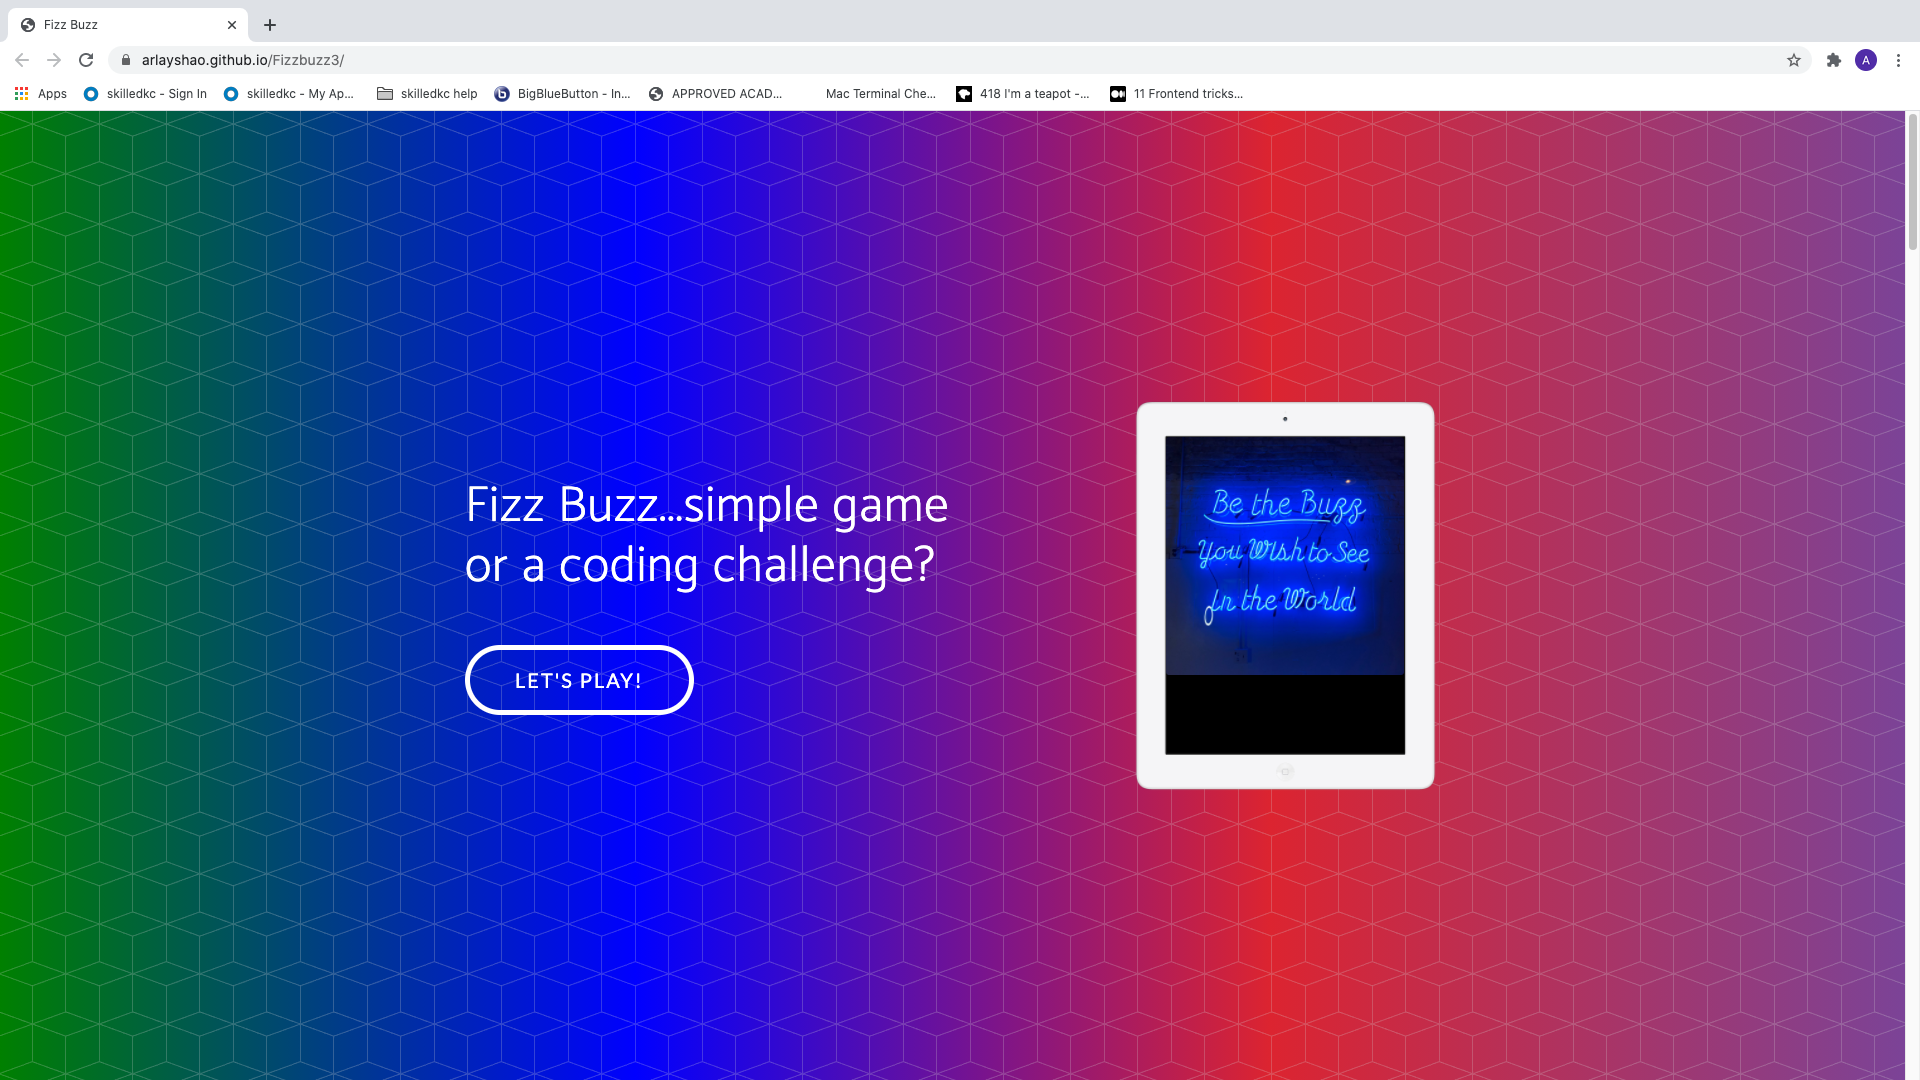 Fizz Buzz
arlayshao.github.io/Fizzbuzz3/
A
Apps
skilledkc - Sign In
skilledkc - My Ap...
skilledkc help
BigBlueButton - In...
APPROVED ACAD...
Mac Terminal Che...
418 I'm a teapot -...
11 Frontend tricks...
Fizz Buzz...simple game
or a coding challenge?
LET'S PLAY!
Be the Buzz
You Wish to See
In the World